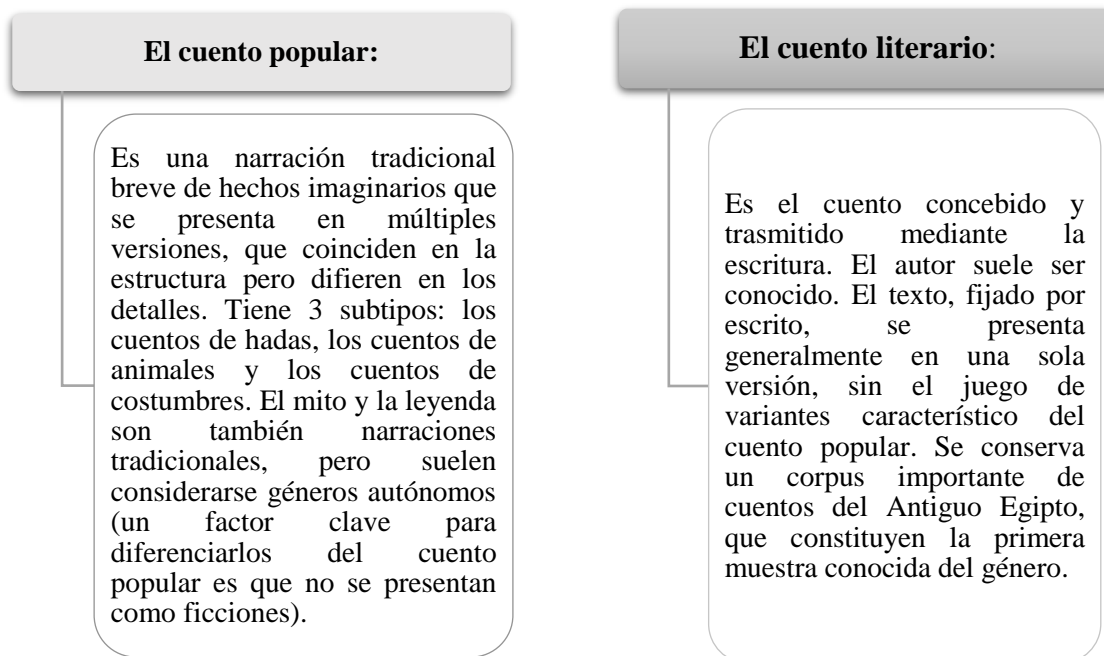 El cuento popular:
Es una narración tradicional
breve de hechos imaginarios que
se presenta en múltiples
versiones, que coinciden en la
estructura pero difieren en los
detalles. Tiene 3 subtipos: los
cuentos de hadas, los cuentos de
animales y los cuentos de
costumbres. El mito y la leyenda
son también narraciones
tradicionales, pero suelen
considerarse géneros autónomos
(un factor clave para
diferenciarlos del cuento
popular es que no se presentan
como ficciones).
El cuento literario:
Es el cuento concebido y
trasmitido mediante la
escritura. El autor suele ser
conocido. El texto, fijado por
escrito, se presenta
generalmente en una sola
versión, sin el juego de
variantes característico del
cuento popular. Se conserva
un corpus importante de
cuentos del Antiguo Egipto,
que constituyen la primera
muestra conocida del género.